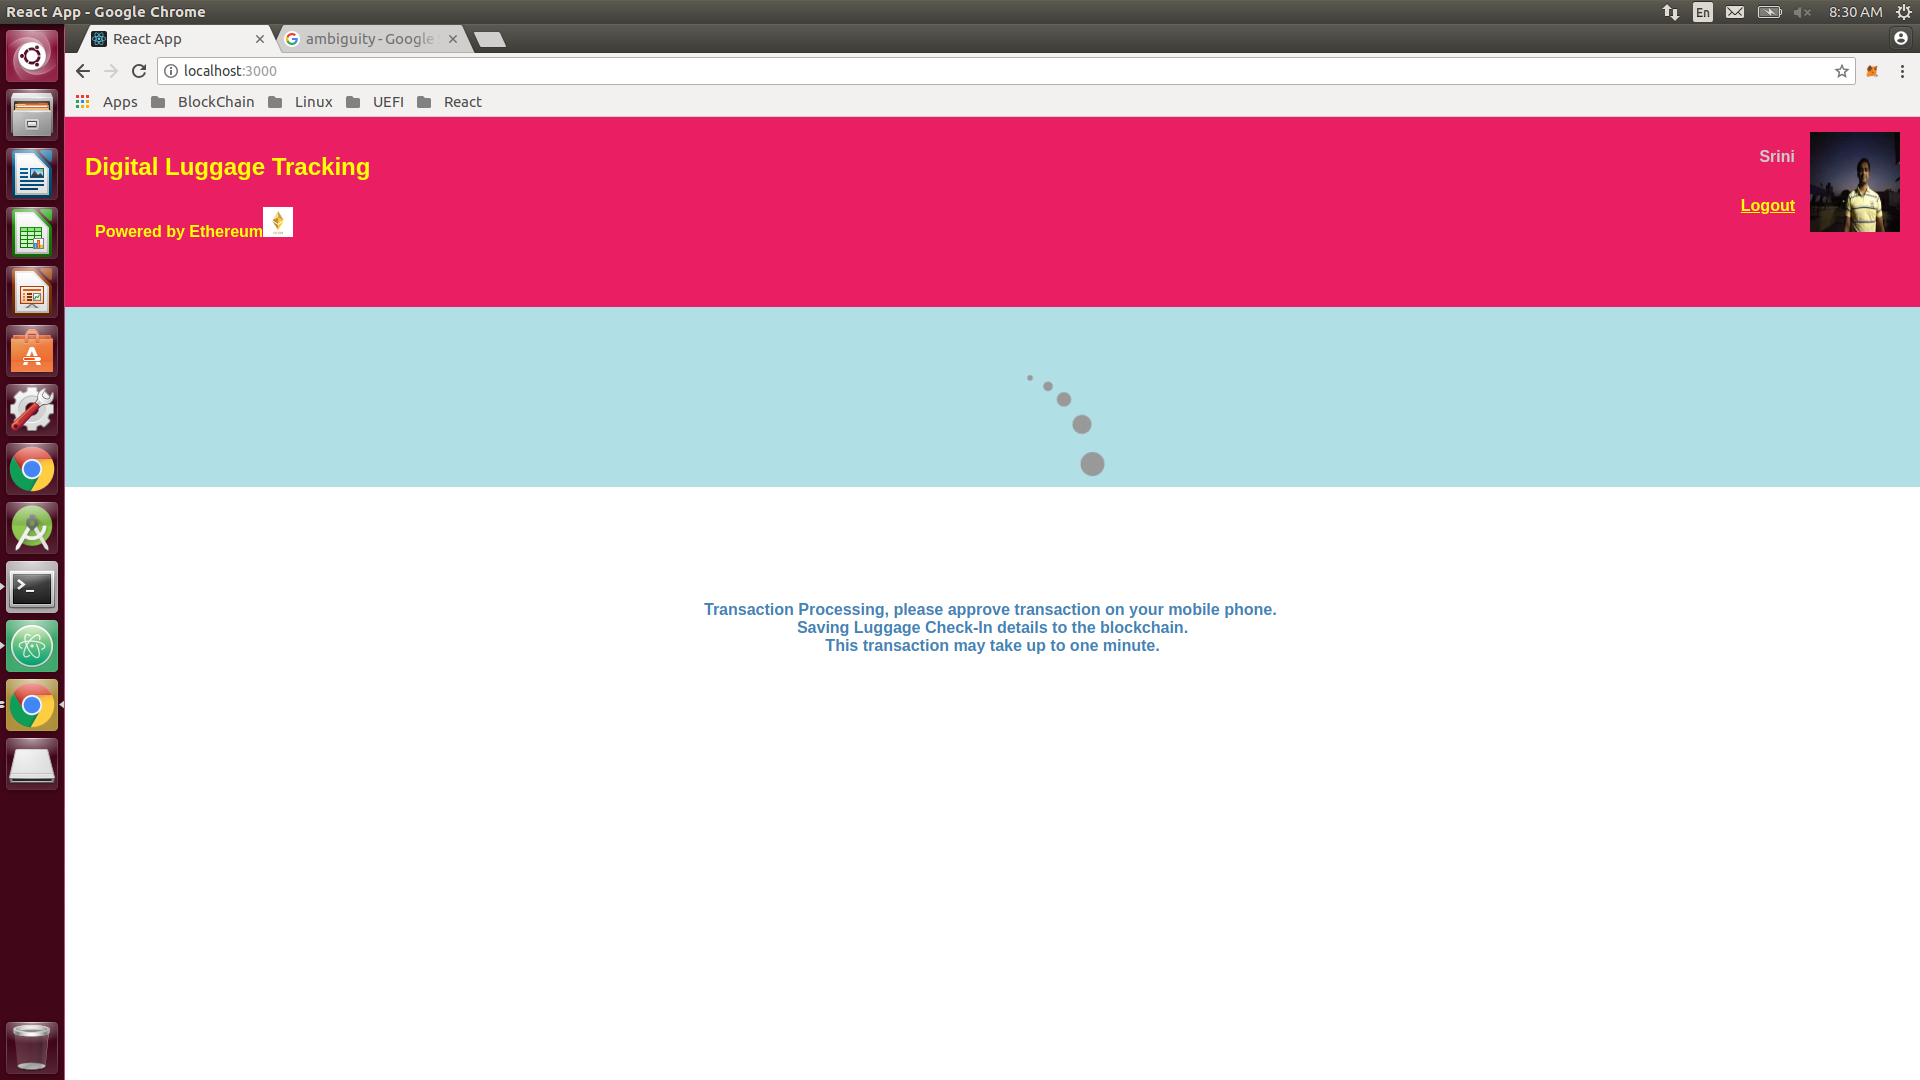 React App - Google Chrome
En
8:30 AM
React App
ambiguity - Google
localhost:3000
Apps
BlockChain
Linux
UEFI
React
Digital Luggage Tracking
Srini
Logout
Powered by Ethereum
Transaction Processing, please approve transaction on your mobile phone.
Saving Luggage Check-In details to the blockchain.
This transaction may take up to one minute.